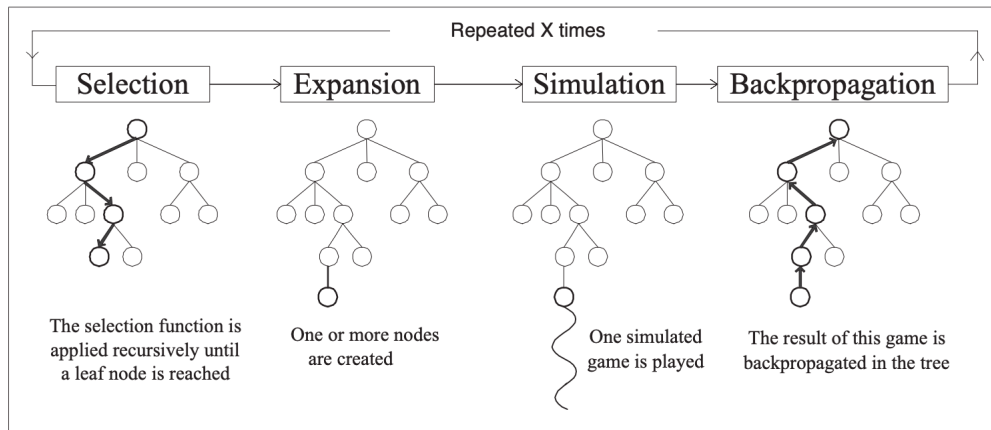 Repeated X times
Selection
Expansion
Simulation
Backpropagation
The selection function is
applied recursively until
a leaf node is reached
One or more nodes
are created
One simulated
game is played
The result of this game is
backpropagated in the tree